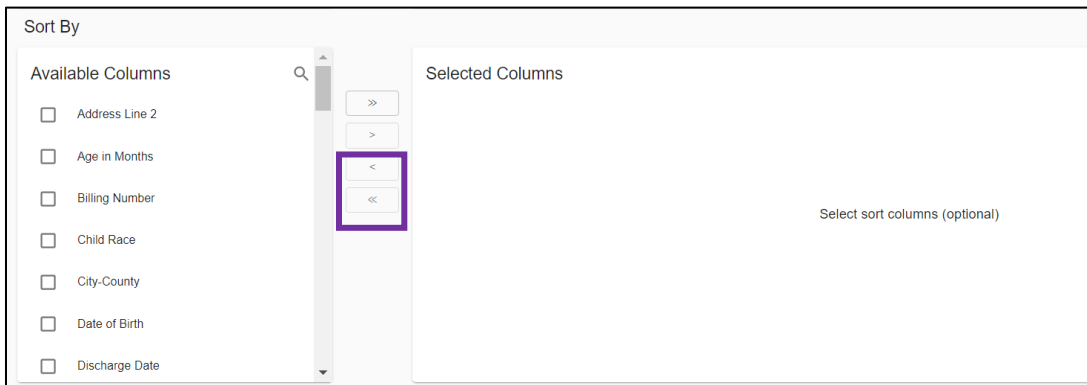 Sort By
Available Columns
Address Line 2
Age in Months
Billing Number
Child Race
City-County
Date of Birth
Discharge Date
>>
>
<
<<
Selected Columns
Select sort columns (optional)